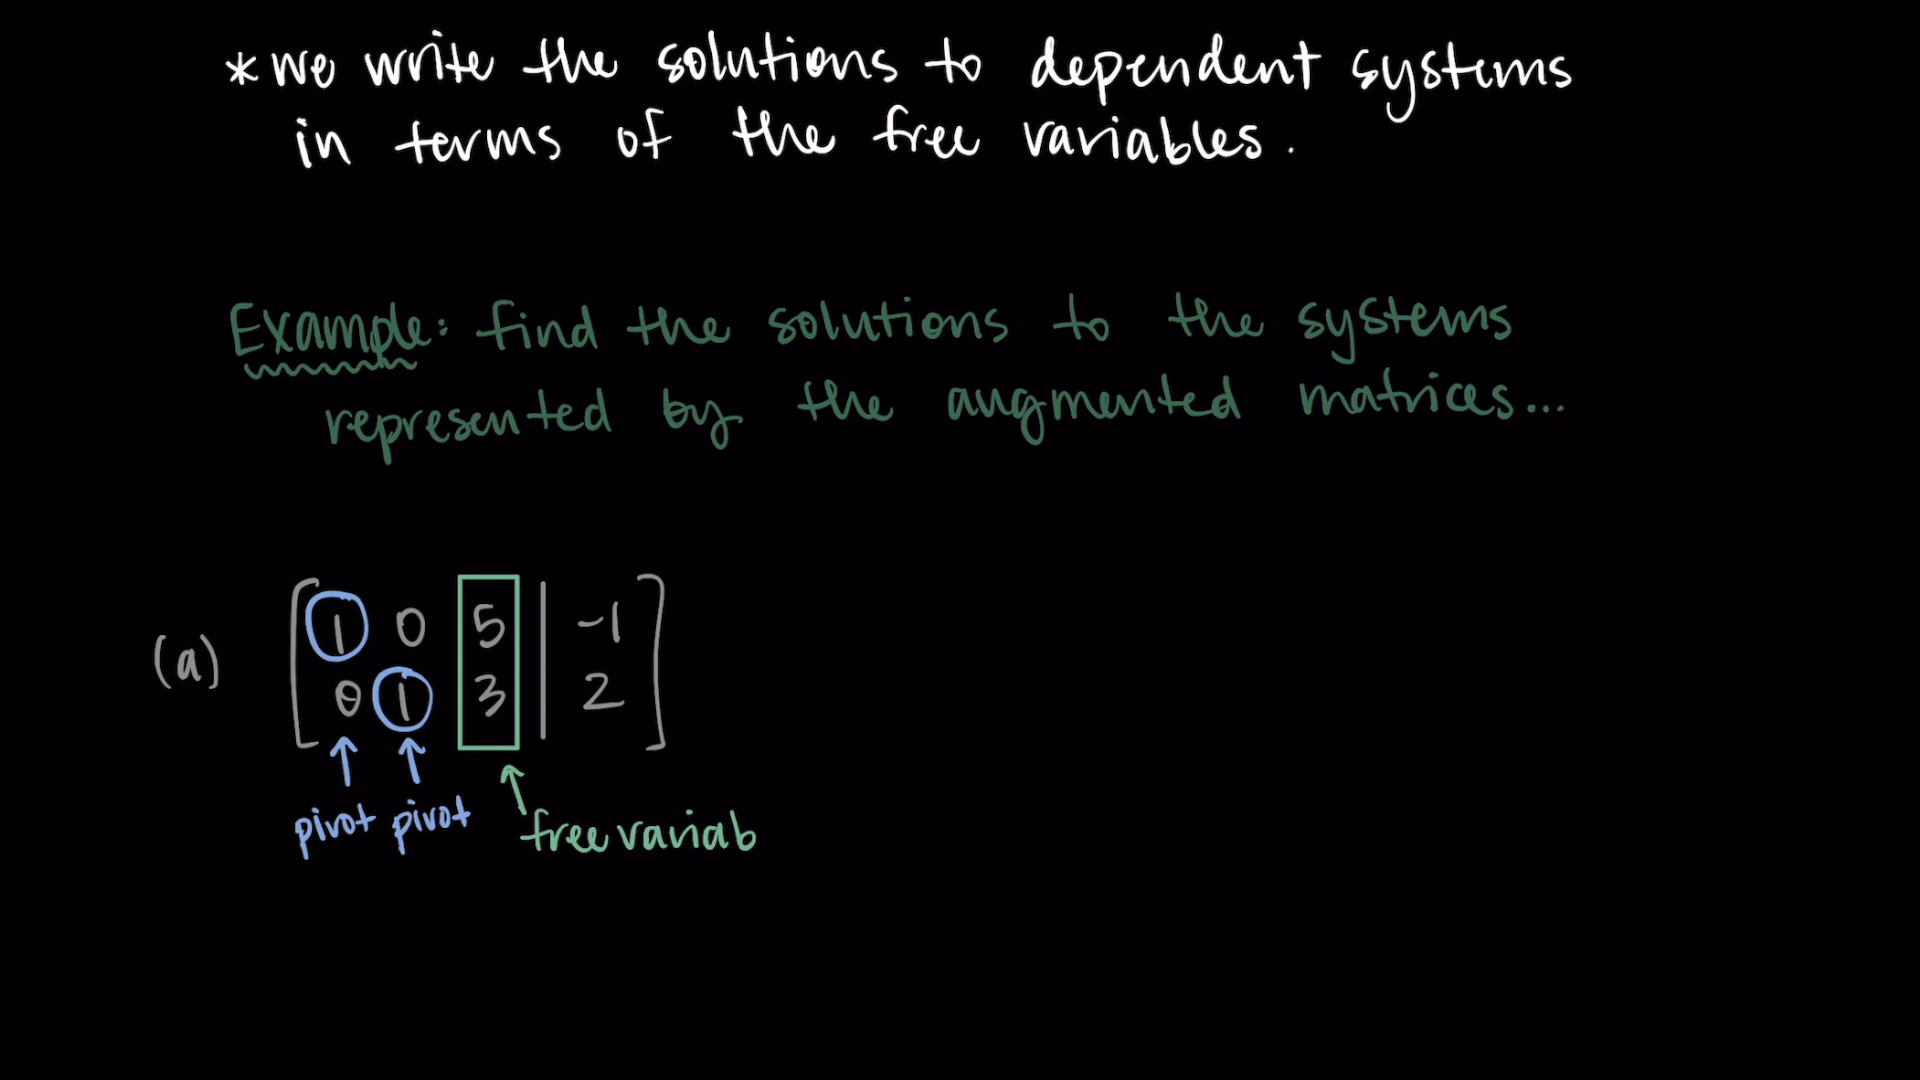 * we write the solutions to dependent systems
in terms of the free variables.
Example: find the solutions to the systems
represented by the augmented matrices...
(a) [ 1 0 5 | -1 ]
[ 0 1 3 | 2 ]
pivot pivot free variab